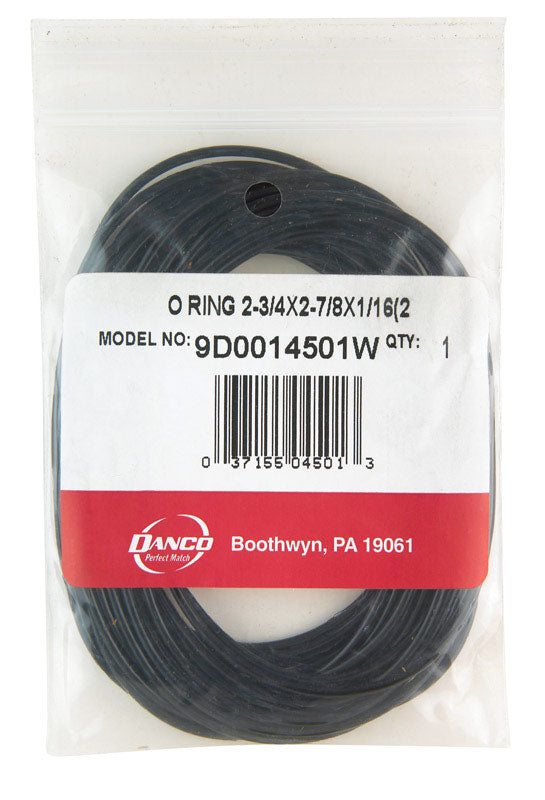 O RING 2-3/4X2-7/8X1/16(2
MODEL NO: 9D0014501W QTY: 1
0 37155 04501 3
DANCO
Perfect Match
Boothwyn, PA 19061